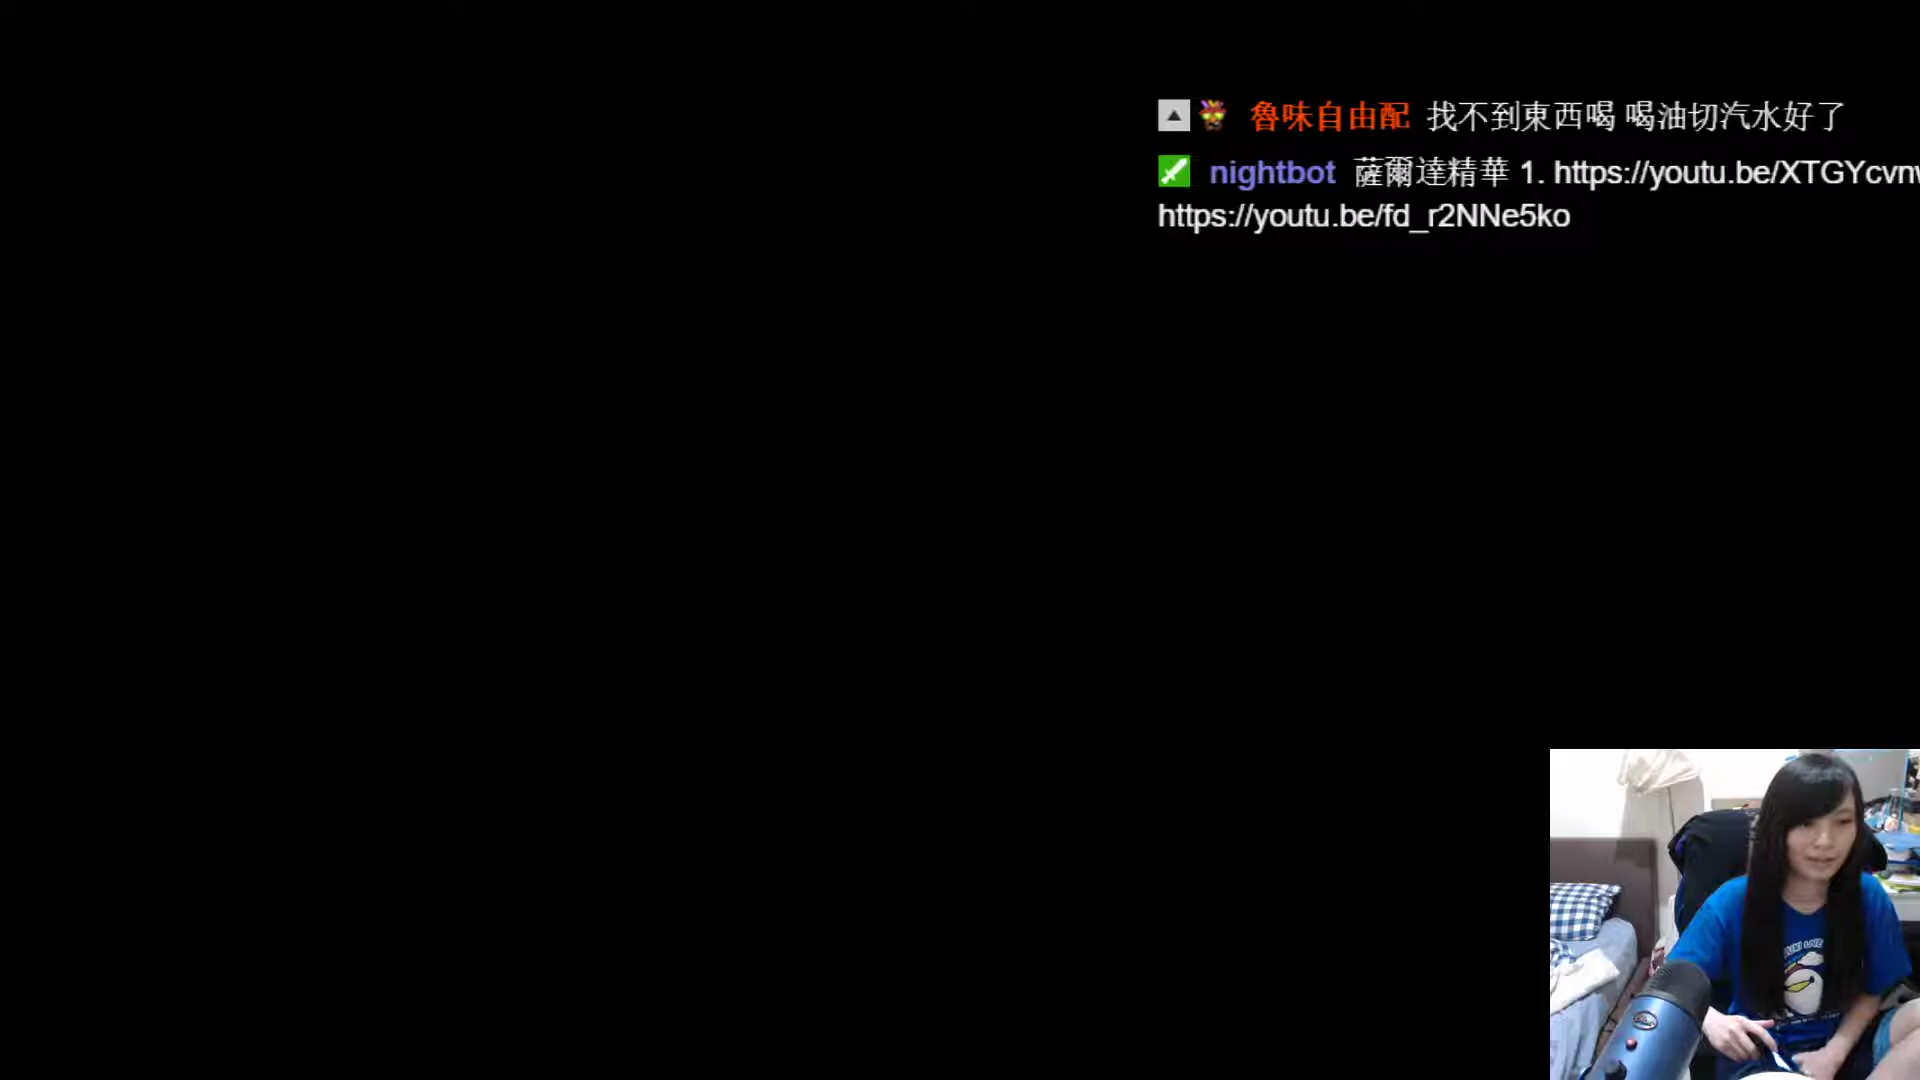 魯味自由配 找不到東西喝 喝油切汽水好了
nightbot 薩爾達精華 1. https://youtu.be/XTGYcvnv
https://youtu.be/fd_r2NNe5ko